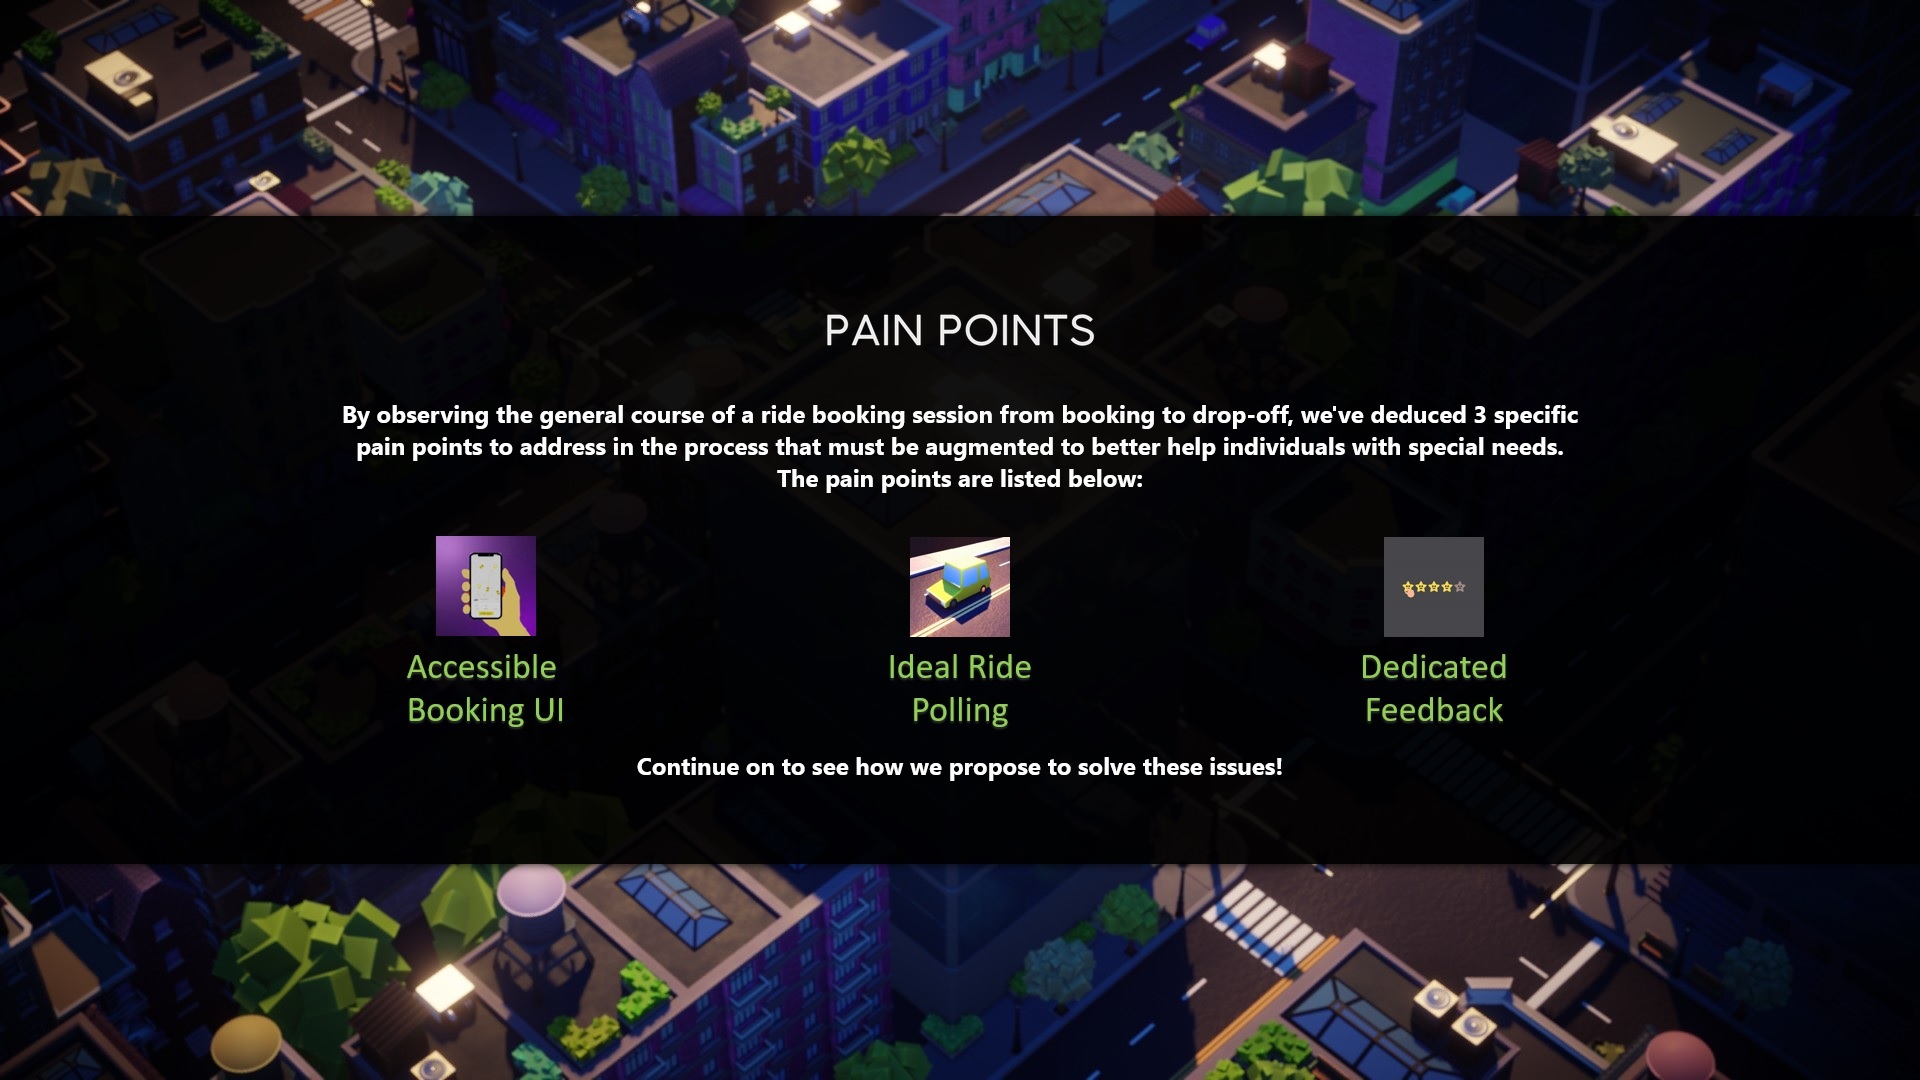 PAIN POINTS
By observing the general course of a ride booking session from booking to drop-off, we've deduced 3 specific
pain points to address in the process that must be augmented to better help individuals with special needs.
The pain points are listed below:
Accessible
Booking UI
Ideal Ride
Polling
Dedicated
Feedback
Continue on to see how we propose to solve these issues!